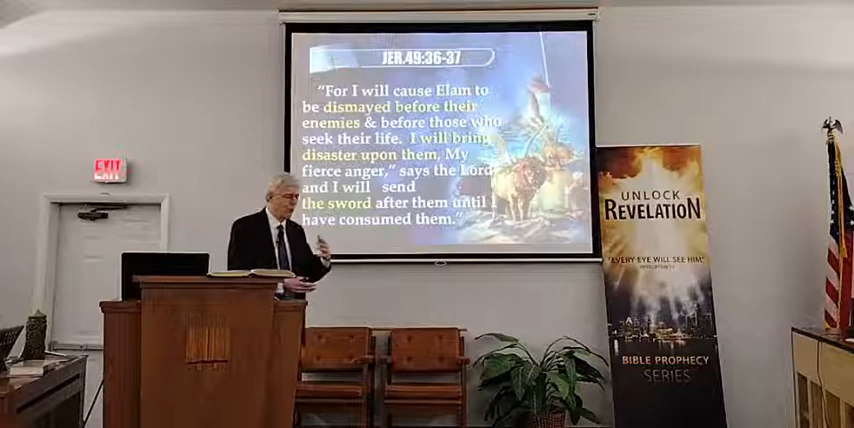 JER.49:36-37
"For I will cause Elam to
be dismayed before their
enemies & before those who
seek their life. I will bring
disaster upon them, My
fierce anger," says the Lord,
and I will send
the sword after them until I
have consumed them."
EXIT
UNLOCK
REVELATION
"EVERY EYE WILL SEE HIM"
BIBLE PROPHECY
SERIES